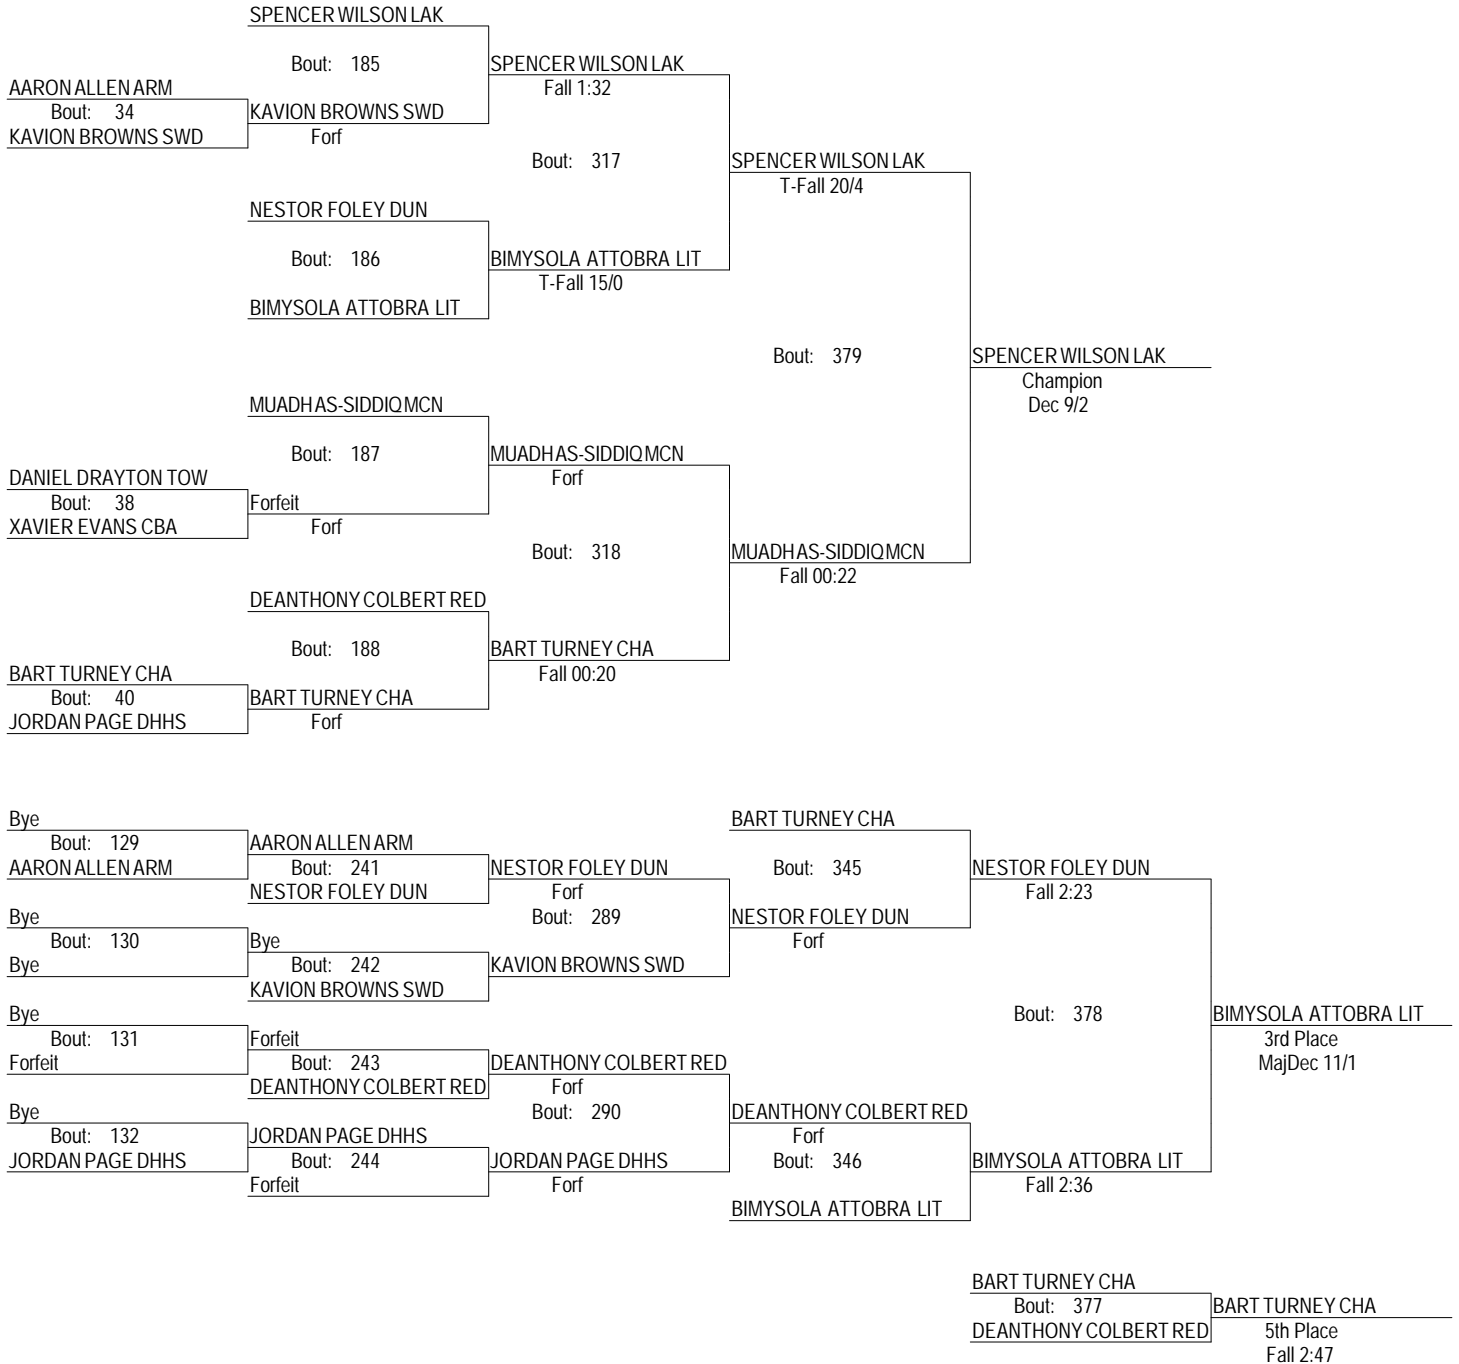 SPENCER WILSON LAK
Bout: 185
SPENCER WILSON LAK
Fall 1:32
AARON ALLEN ARM
Bout: 34
KAVION BROWNS SWD
KAVION BROWNS SWD
Forf
Bout: 317
SPENCER WILSON LAK
T-Fall 20/4
NESTOR FOLEY DUN
Bout: 186
BIMYSOLA ATTOBRA LIT
T-Fall 15/0
BIMYSOLA ATTOBRA LIT
Bout: 379
SPENCER WILSON LAK
Champion
Dec 9/2
MUADH AS-SIDDIQ MCN
Bout: 187
MUADH AS-SIDDIQ MCN
Forf
DANIEL DRAYTON TOW
Bout: 38
XAVIER EVANS CBA
Forfeit
Forf
Bout: 318
MUADH AS-SIDDIQ MCN
Fall 00:22
DEANTHONY COLBERT RED
Bout: 188
BART TURNEY CHA
Fall 00:20
BART TURNEY CHA
Bout: 40
JORDAN PAGE DHHS
BART TURNEY CHA
Forf
Bye
Bout: 129
AARON ALLEN ARM
AARON ALLEN ARM
Bout: 241
NESTOR FOLEY DUN
NESTOR FOLEY DUN
Forf
Bout: 289
BART TURNEY CHA
Bout: 345
NESTOR FOLEY DUN
Forf
NESTOR FOLEY DUN
Fall 2:23
Bye
Bout: 130
Bye
Bye
Bout: 242
KAVION BROWNS SWD
KAVION BROWNS SWD
Bye
Bout: 131
Forfeit
Forfeit
Bout: 243
DEANTHONY COLBERT RED
DEANTHONY COLBERT RED
Forf
Bout: 290
Bout: 378
BIMYSOLA ATTOBRA LIT
3rd Place
MajDec 11/1
Bye
Bout: 132
JORDAN PAGE DHHS
JORDAN PAGE DHHS
Bout: 244
Forfeit
JORDAN PAGE DHHS
Forf
DEANTHONY COLBERT RED
Forf
Bout: 346
BIMYSOLA ATTOBRA LIT
BIMYSOLA ATTOBRA LIT
Fall 2:36
BART TURNEY CHA
Bout: 377
DEANTHONY COLBERT RED
BART TURNEY CHA
5th Place
Fall 2:47